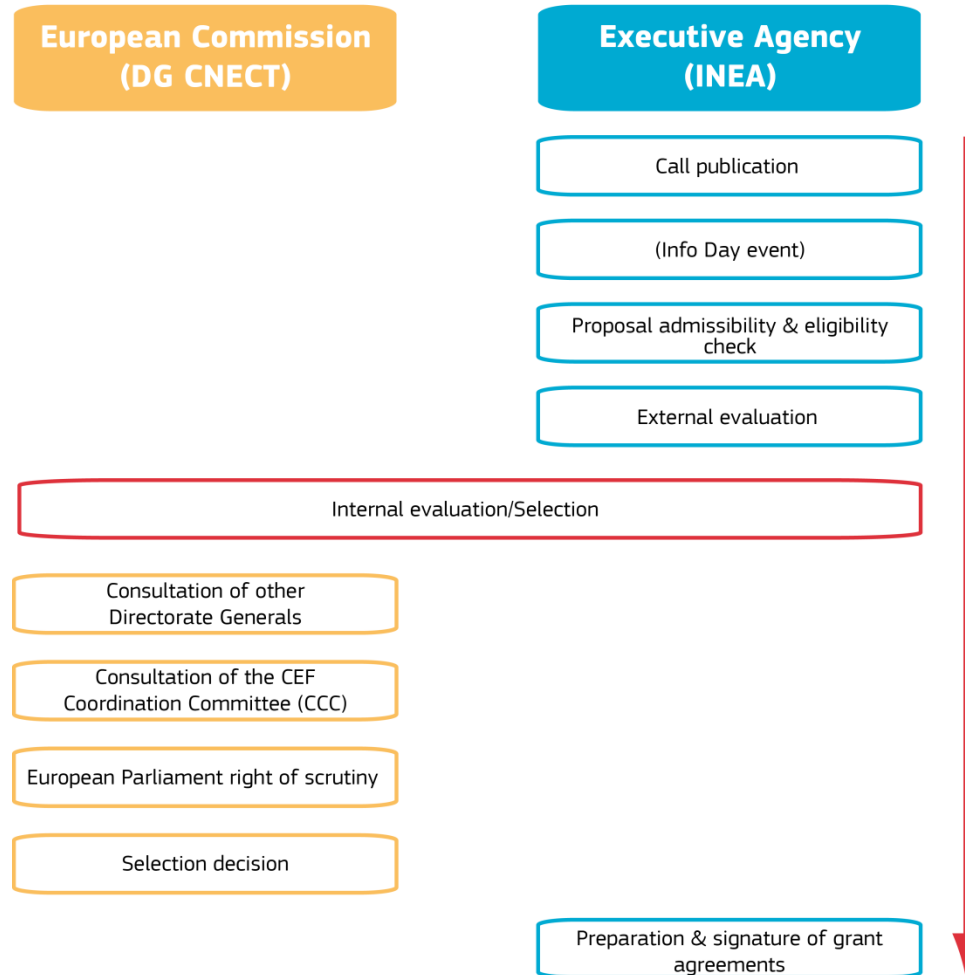 European Commission
(DG CNECT)
Executive Agency
(INEA)
Call publication
(Info Day event)
Proposal admissibility & eligibility
check
External evaluation
Internal evaluation/Selection
Consultation of other
Directorate Generals
Consultation of the CEF
Coordination Committee (CCC)
European Parliament right of scrutiny
Selection decision
Preparation & signature of grant
agreements